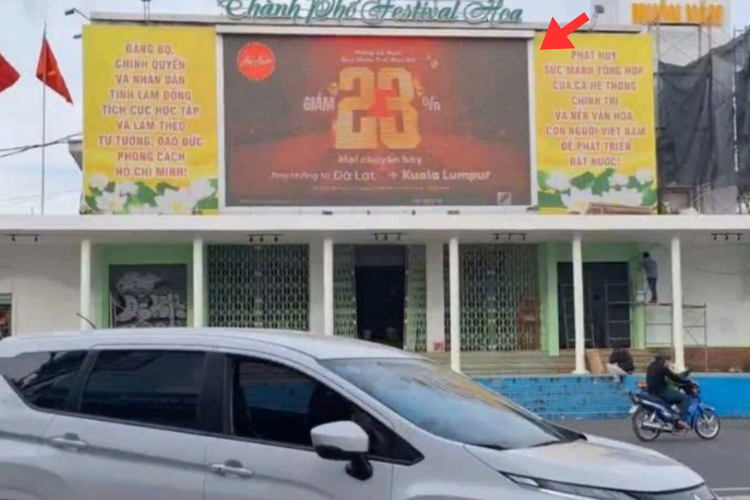 Thành Phố Festival Hoa
ĐẢNG BỘ,
CHÍNH QUYỀN
VÀ NHÂN DÂN
TỈNH LÂM ĐỒNG
TÍCH CỰC HỌC TẬP
VÀ LÀM THEO
TƯ TƯỞNG, ĐẠO ĐỨC
PHONG CÁCH
HỒ CHÍ MINH!
AirAsia
GIẢM 23%
Mọi chuyến bay
Bay thẳng từ Đà Lạt → Kuala Lumpur
PHÁT HUY
SỨC MẠNH TỔNG HỢP
CỦA CẢ HỆ THỐNG
CHÍNH TRỊ
VÀ NỀN VĂN HÓA,
CON NGƯỜI VIỆT NAM
ĐỂ PHÁT TRIỂN
ĐẤT NƯỚC!